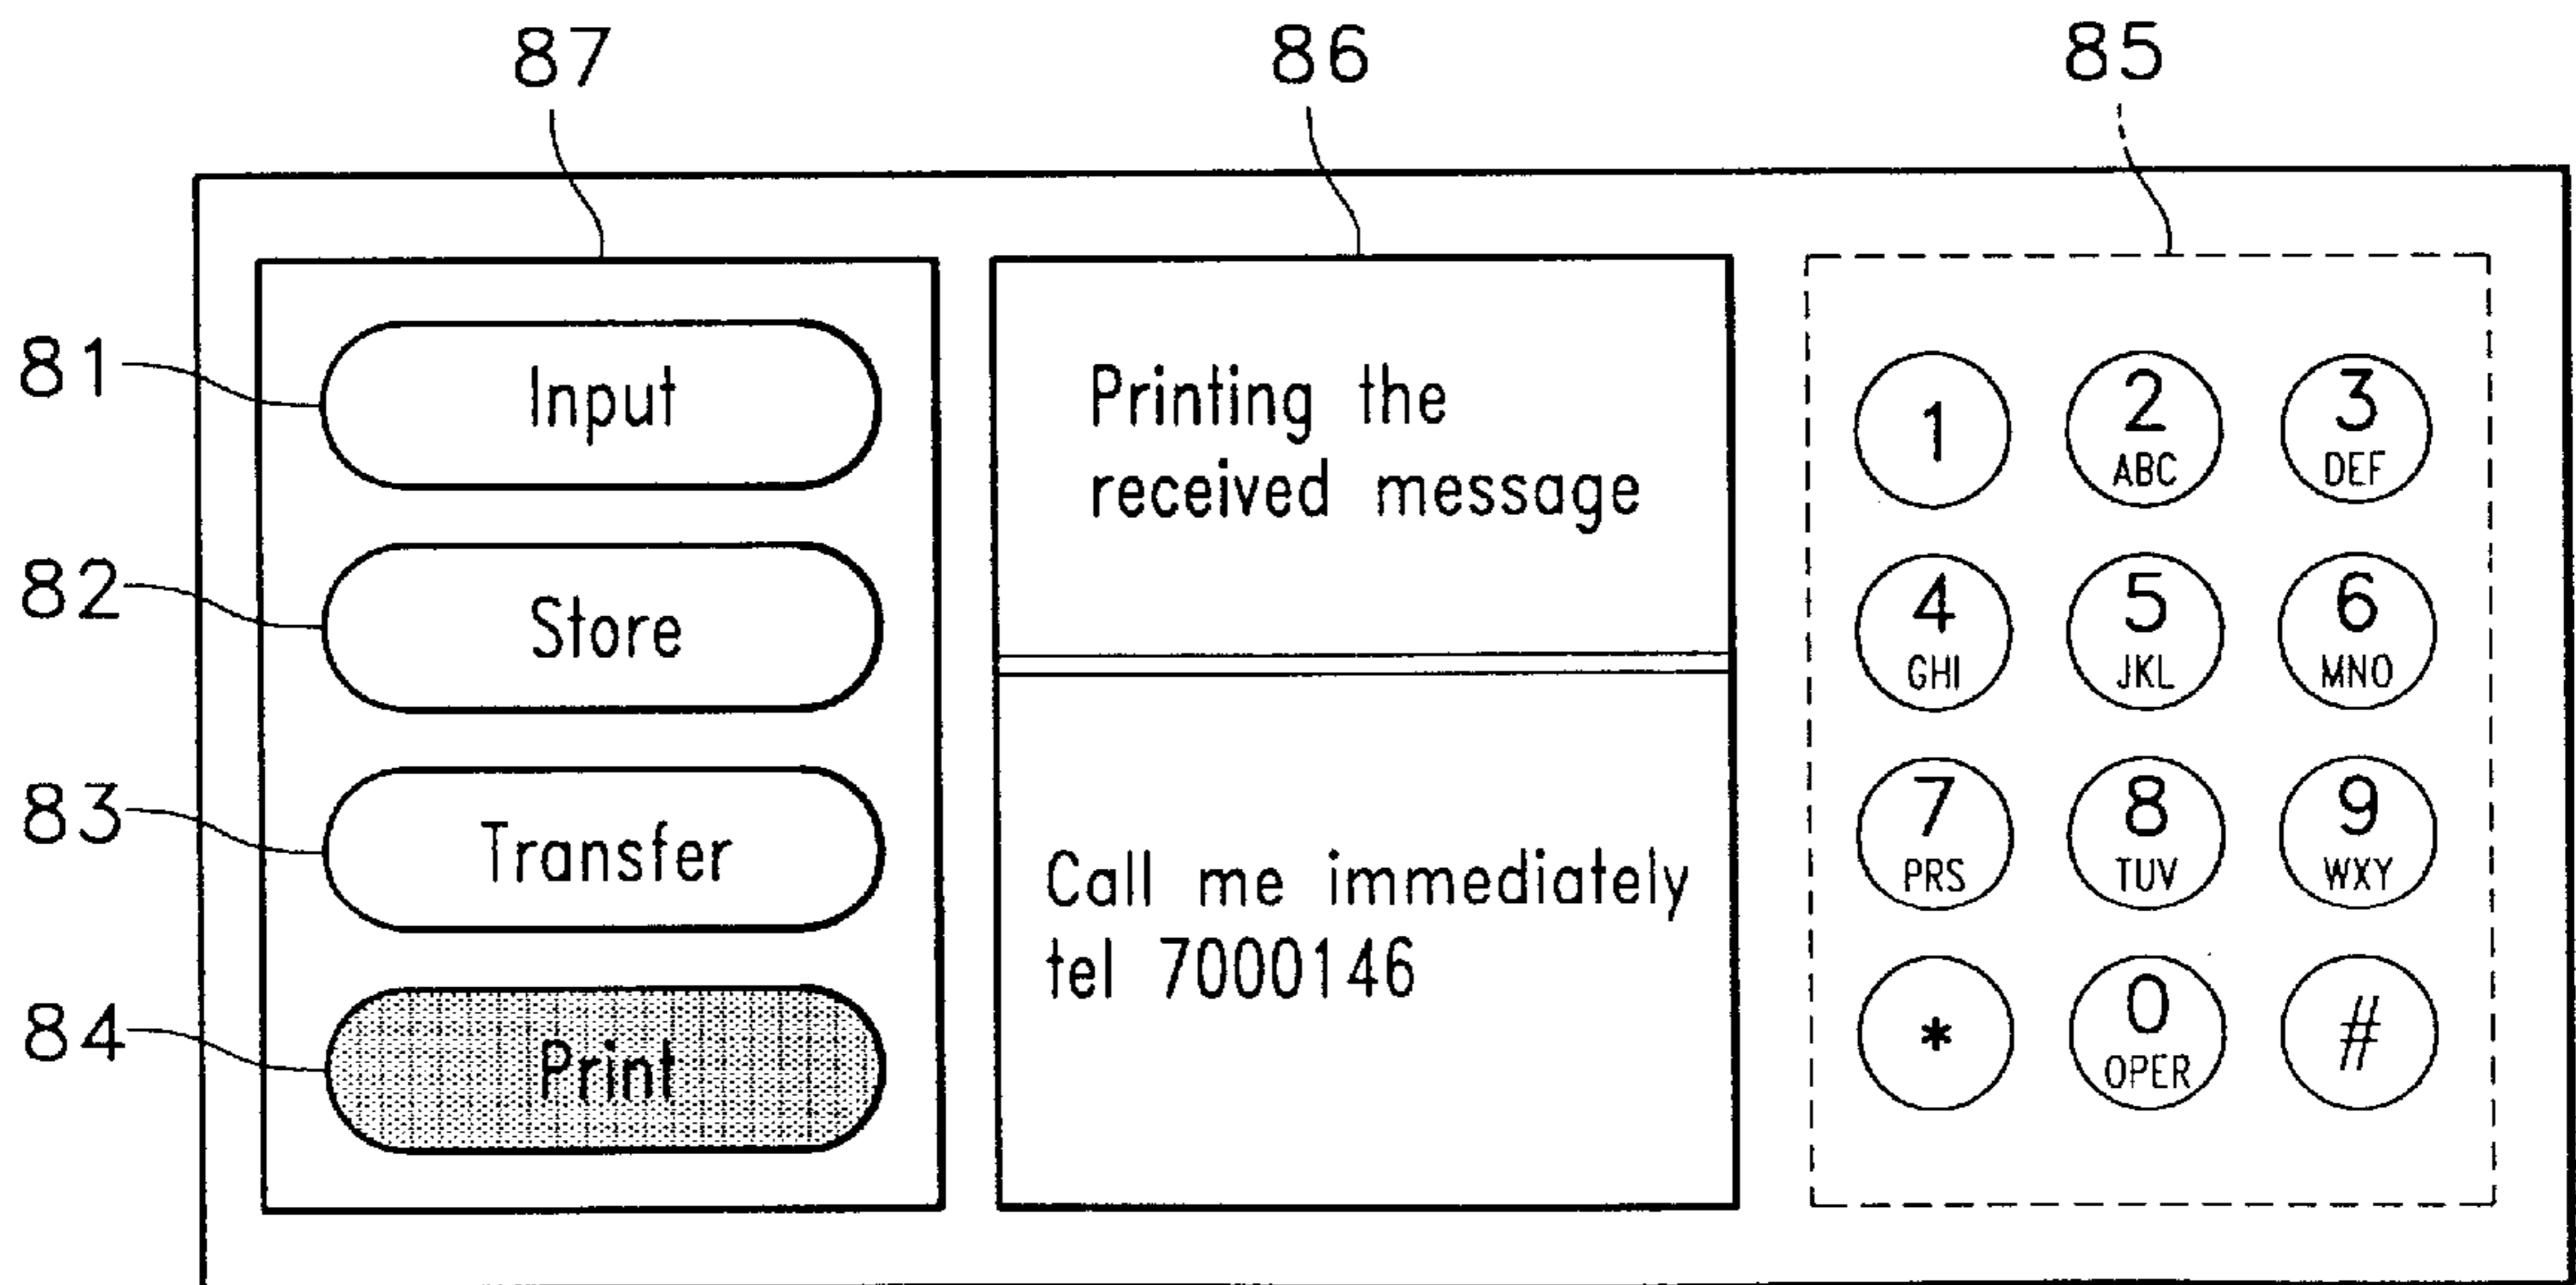 87
86
85
81
Input
82
Store
83
Transfer
84
Print
Printing the
received message
Call me immediately
tel 7000146
1
2
ABC
3
DEF
4
GHI
5
JKL
6
MNO
7
PRS
8
TUV
9
WXY
*
0
OPER
#